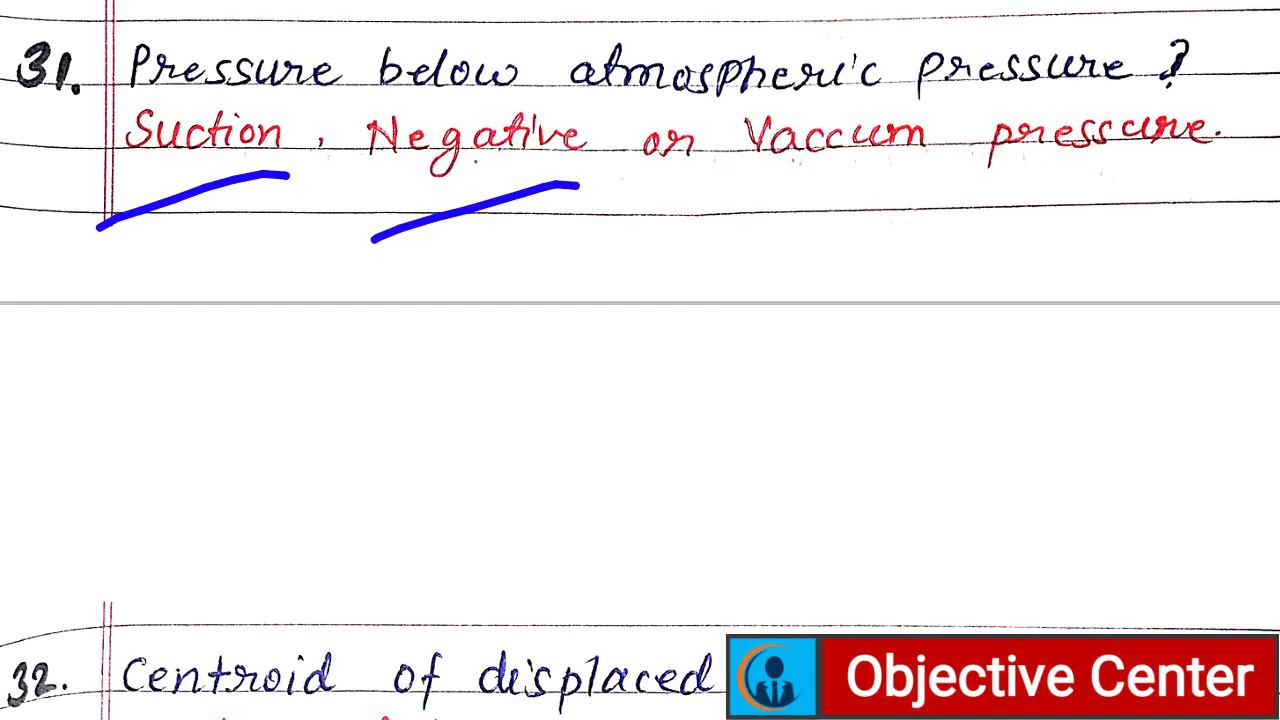 31. Pressure below atmospheric pressure ?
Suction, Negative or Vaccum pressure.
32. Centroid of displaced
Objective Center